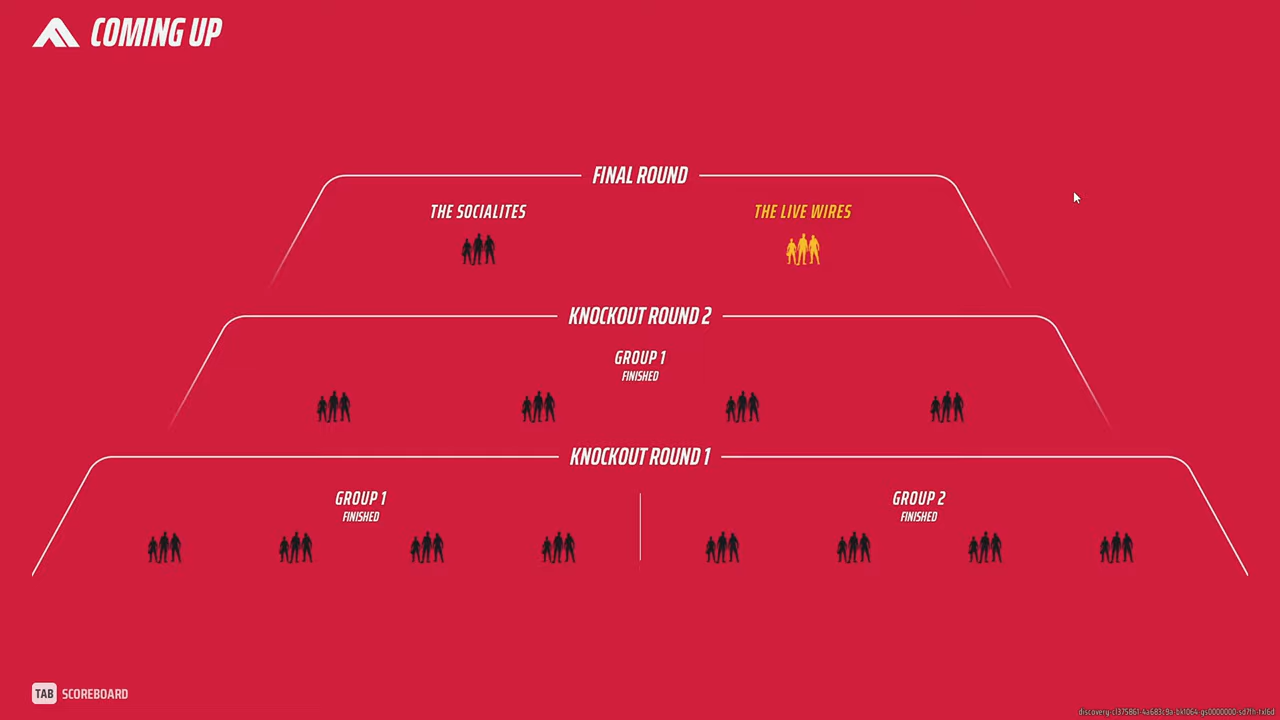 COMING UP
FINAL ROUND
THE SOCIALITES
THE LIVE WIRES
KNOCKOUT ROUND 2
GROUP 1
FINISHED
KNOCKOUT ROUND 1
GROUP 1
FINISHED
GROUP 2
FINISHED
TAB SCOREBOARD